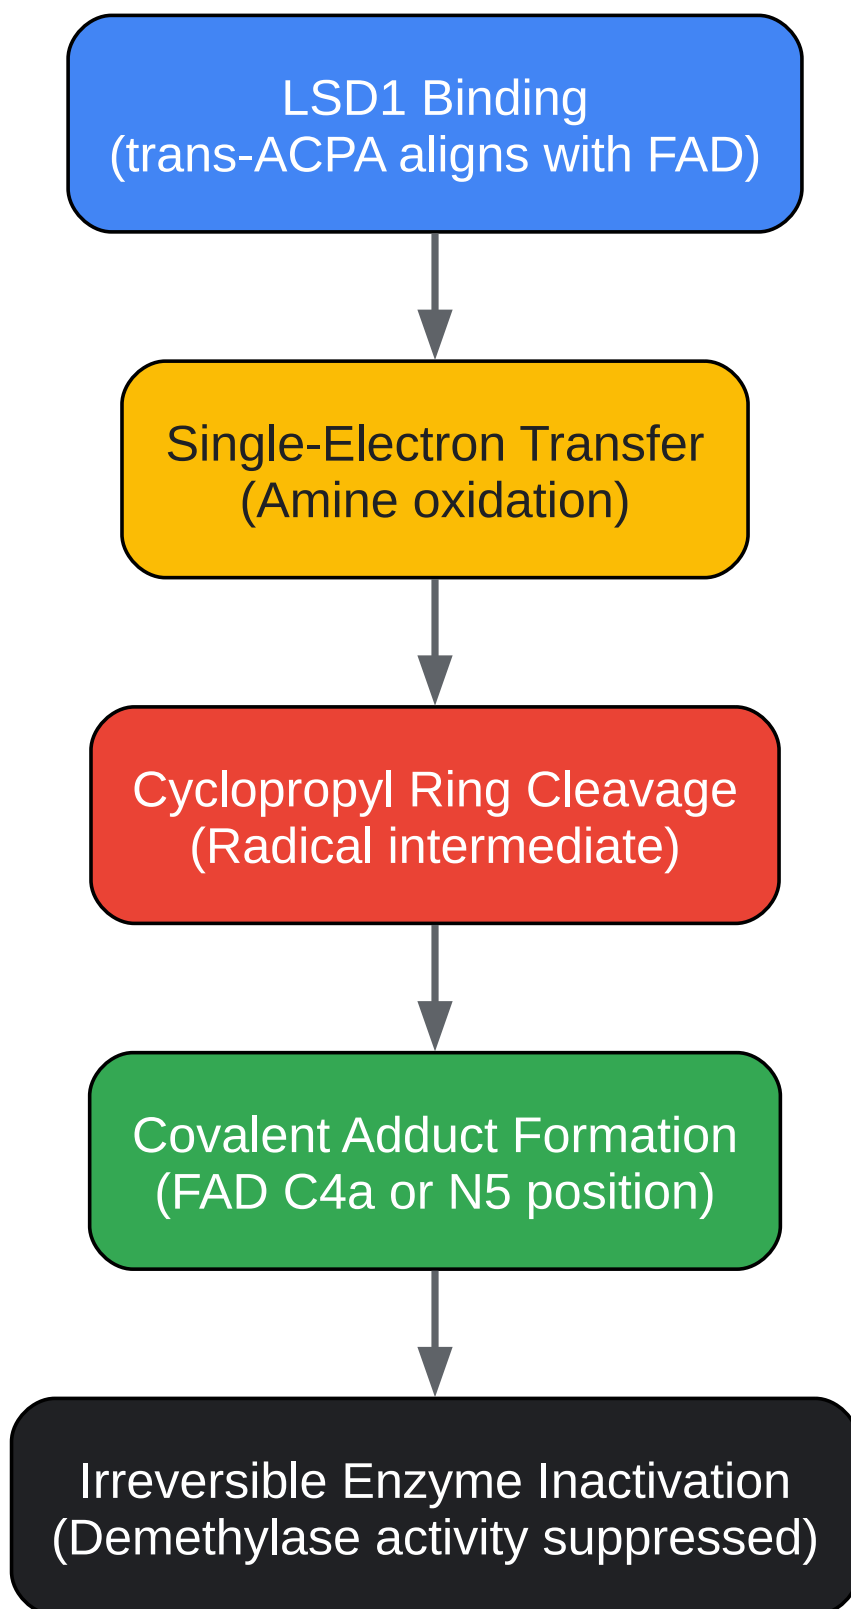 LSD1 Binding
(trans-ACPA aligns with FAD)
Single-Electron Transfer
(Amine oxidation)
Cyclopropyl Ring Cleavage
(Radical intermediate)
Covalent Adduct Formation
(FAD C4a or N5 position)
Irreversible Enzyme Inactivation
(Demethylase activity suppressed)